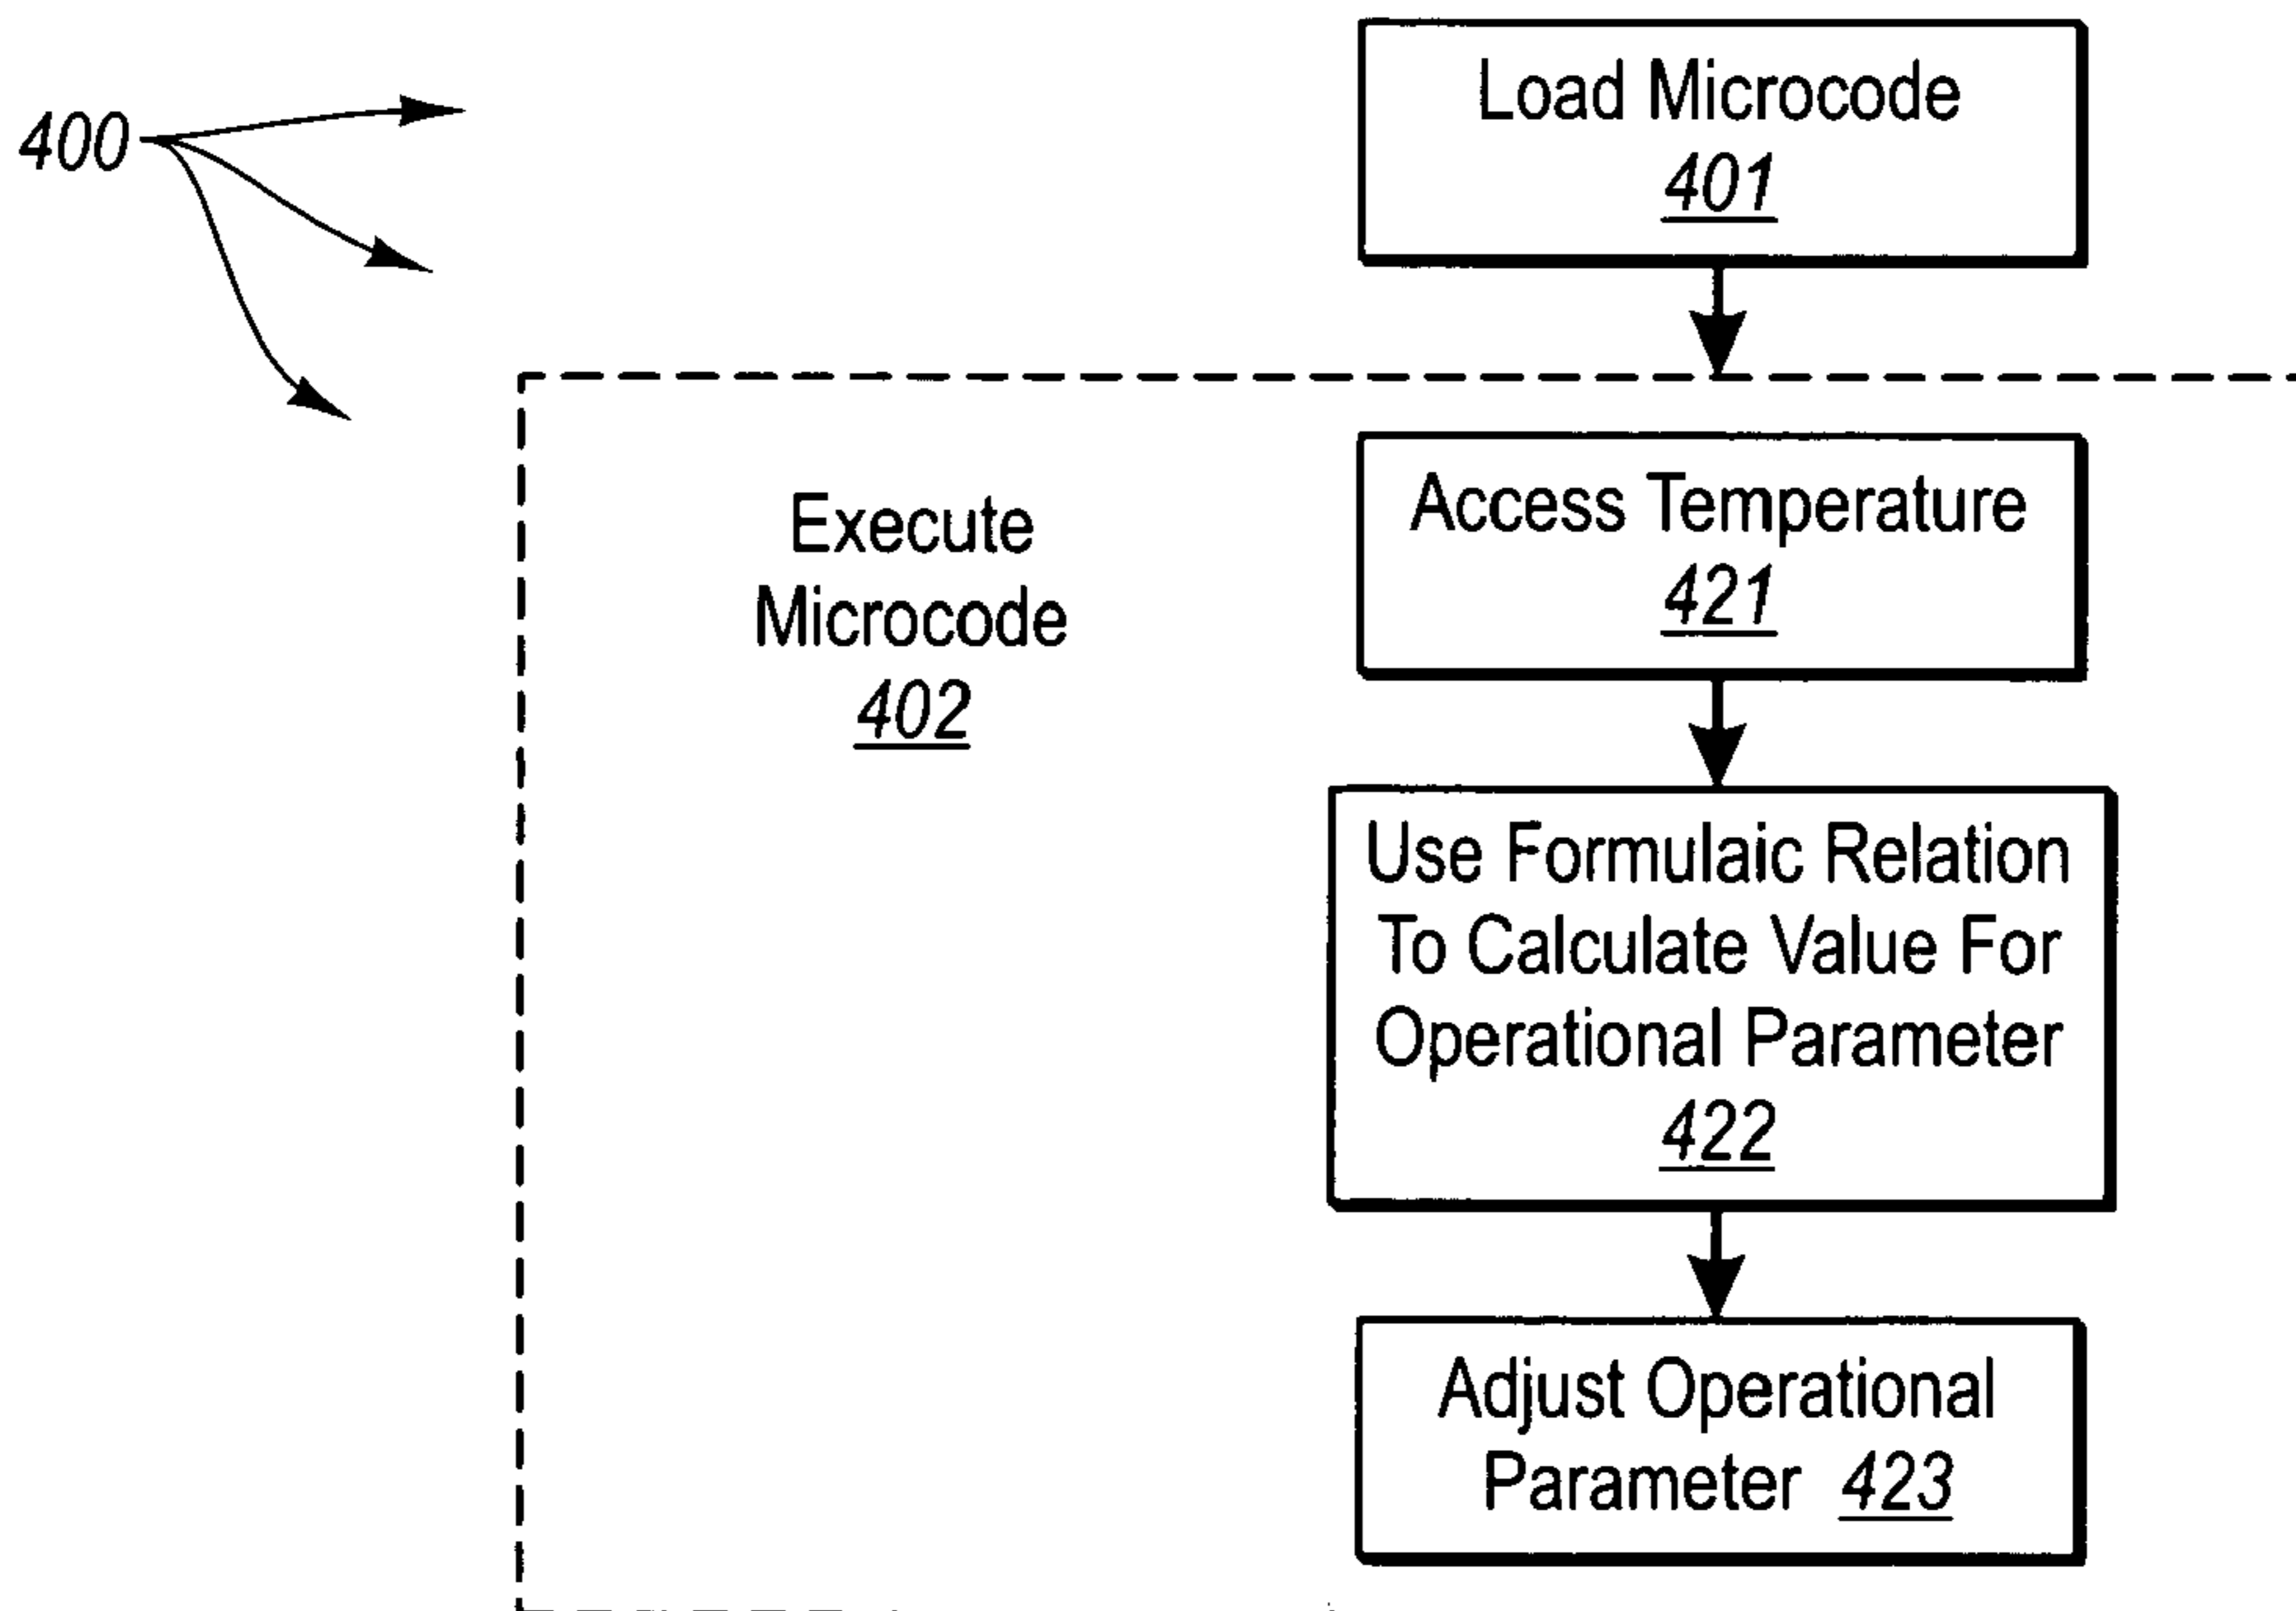 400
Load Microcode
401
Execute
Microcode
402
Access Temperature
421
Use Formulaic Relation
To Calculate Value For
Operational Parameter
422
Adjust Operational
Parameter 423